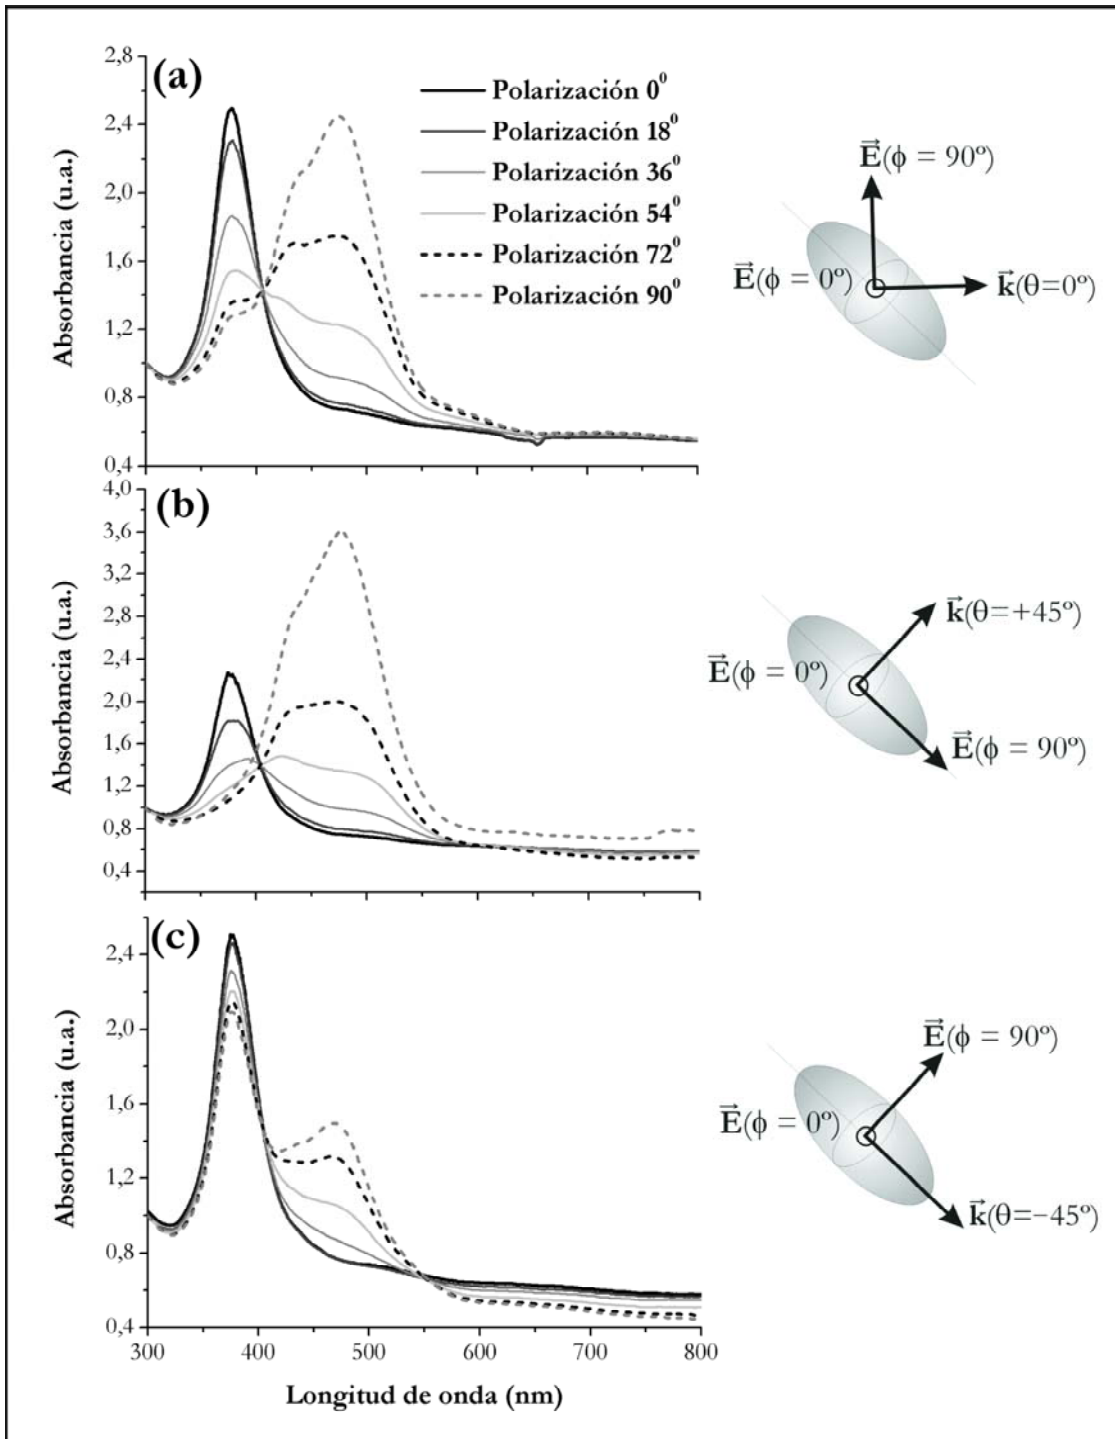 (a)
Polarización 0⁰
Polarización 18⁰
Polarización 36⁰
Polarización 54⁰
Polarización 72⁰
Polarización 90⁰
Absorbancia (u.a.)
2,8
2,4
2,0
1,6
1,2
0,8
0,4
E⃗(ϕ = 90º)
E⃗(ϕ = 0º)
k⃗(θ=0º)
(b)
Absorbancia (u.a.)
4,0
3,6
3,2
2,8
2,4
2,0
1,6
1,2
0,8
0,4
k⃗(θ=+45º)
E⃗(ϕ = 0º)
E⃗(ϕ = 90º)
(c)
Absorbancia (u.a.)
2,4
2,0
1,6
1,2
0,8
0,4
E⃗(ϕ = 90º)
E⃗(ϕ = 0º)
k⃗(θ=−45º)
300 400 500 600 700 800
Longitud de onda (nm)